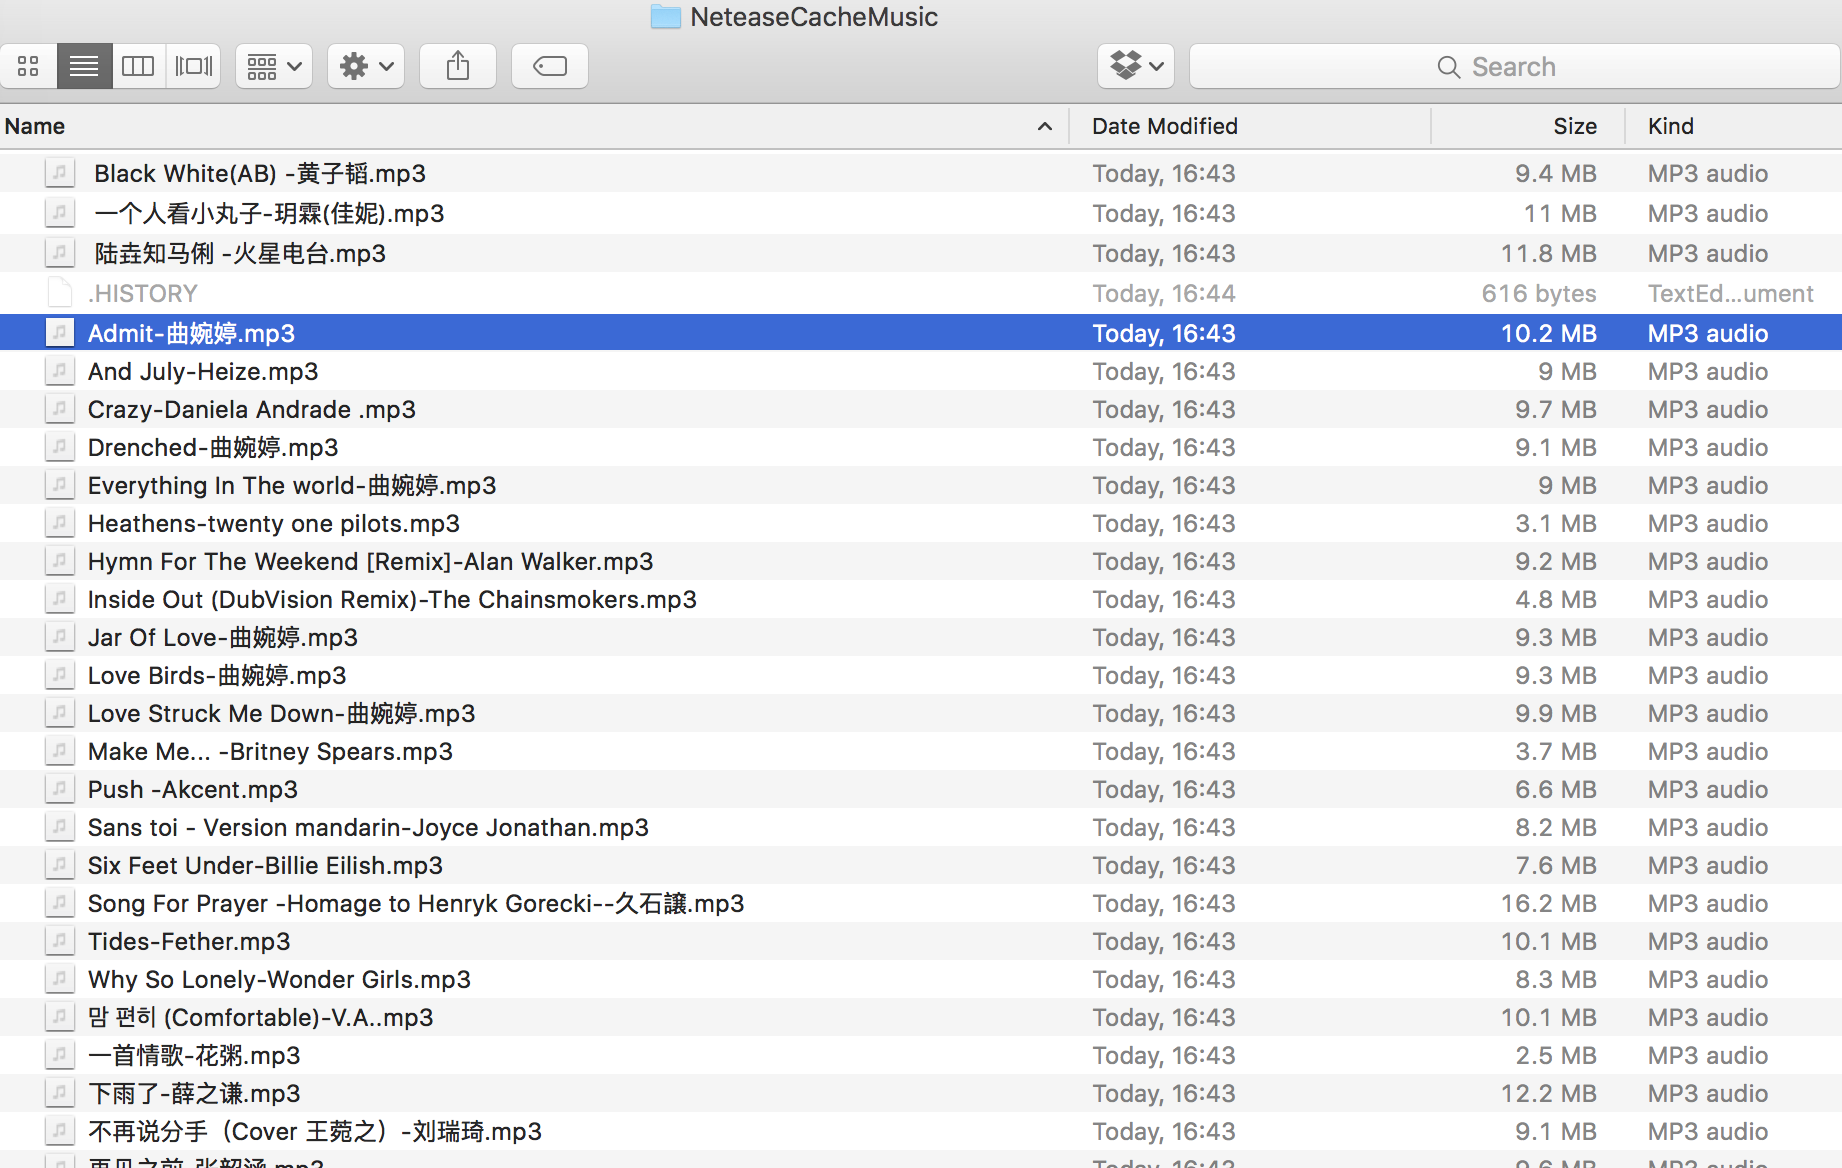 NeteaseCacheMusic
Search
Name Date Modified Size Kind
Black White(AB) -黄子韬.mp3 Today, 16:43 9.4 MB MP3 audio
一个人看小丸子-玥霖(佳妮).mp3 Today, 16:43 11 MB MP3 audio
陆垚知马俐 -火星电台.mp3 Today, 16:43 11.8 MB MP3 audio
.HISTORY Today, 16:44 616 bytes TextEd...ument
Admit-曲婉婷.mp3 Today, 16:43 10.2 MB MP3 audio
And July-Heize.mp3 Today, 16:43 9 MB MP3 audio
Crazy-Daniela Andrade .mp3 Today, 16:43 9.7 MB MP3 audio
Drenched-曲婉婷.mp3 Today, 16:43 9.1 MB MP3 audio
Everything In The world-曲婉婷.mp3 Today, 16:43 9 MB MP3 audio
Heathens-twenty one pilots.mp3 Today, 16:43 3.1 MB MP3 audio
Hymn For The Weekend [Remix]-Alan Walker.mp3 Today, 16:43 9.2 MB MP3 audio
Inside Out (DubVision Remix)-The Chainsmokers.mp3 Today, 16:43 4.8 MB MP3 audio
Jar Of Love-曲婉婷.mp3 Today, 16:43 9.3 MB MP3 audio
Love Birds-曲婉婷.mp3 Today, 16:43 9.3 MB MP3 audio
Love Struck Me Down-曲婉婷.mp3 Today, 16:43 9.9 MB MP3 audio
Make Me... -Britney Spears.mp3 Today, 16:43 3.7 MB MP3 audio
Push -Akcent.mp3 Today, 16:43 6.6 MB MP3 audio
Sans toi - Version mandarin-Joyce Jonathan.mp3 Today, 16:43 8.2 MB MP3 audio
Six Feet Under-Billie Eilish.mp3 Today, 16:43 7.6 MB MP3 audio
Song For Prayer -Homage to Henryk Gorecki--久石譲.mp3 Today, 16:43 16.2 MB MP3 audio
Tides-Fether.mp3 Today, 16:43 10.1 MB MP3 audio
Why So Lonely-Wonder Girls.mp3 Today, 16:43 8.3 MB MP3 audio
맘 편히 (Comfortable)-V.A..mp3 Today, 16:43 10.1 MB MP3 audio
一首情歌-花粥.mp3 Today, 16:43 2.5 MB MP3 audio
下雨了-薛之谦.mp3 Today, 16:43 12.2 MB MP3 audio
不再说分手（Cover 王菀之）-刘瑞琦.mp3 Today, 16:43 9.1 MB MP3 audio
再见之前-张韶涵.mp3 Today, 16:43 9.6 MB MP3 audio